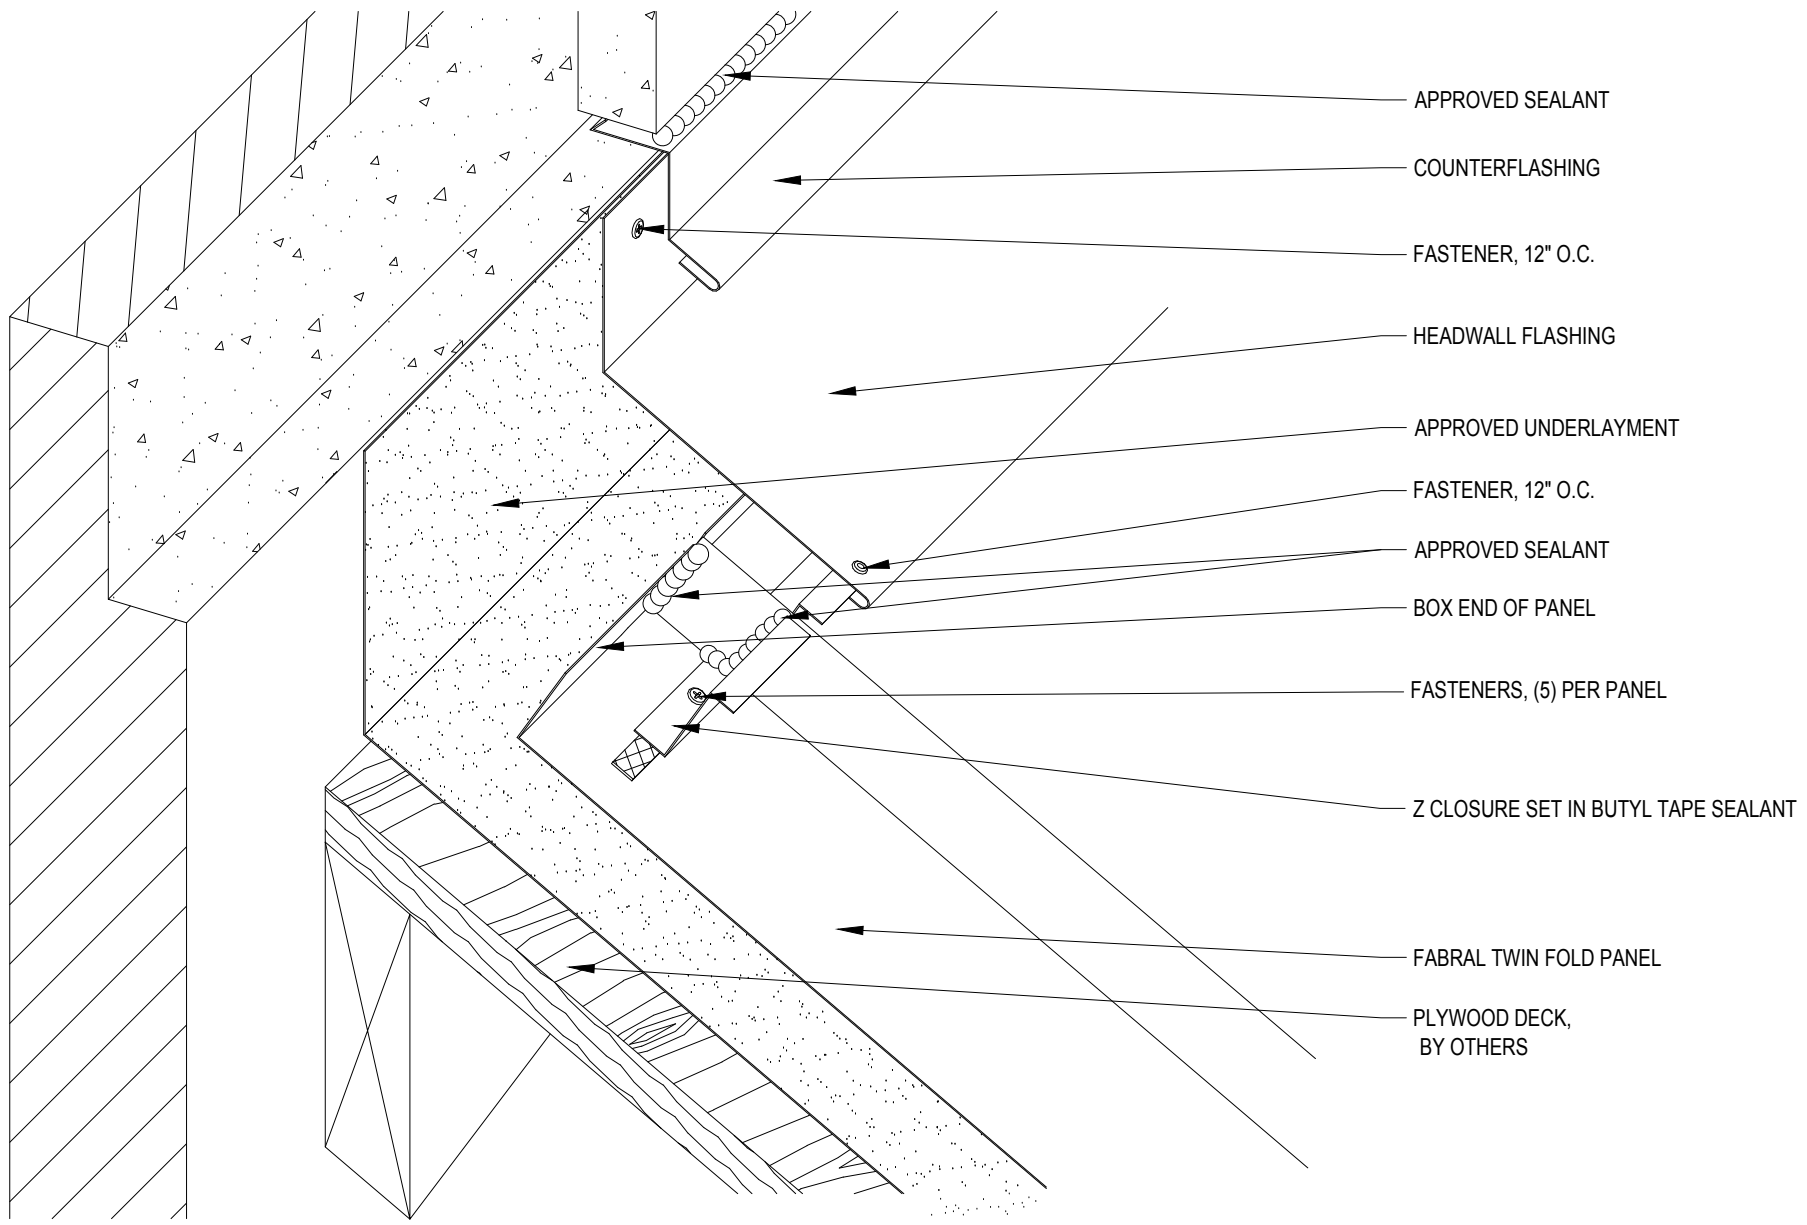 APPROVED SEALANT
COUNTERFLASHING
FASTENER, 12" O.C.
HEADWALL FLASHING
APPROVED UNDERLAYMENT
FASTENER, 12" O.C.
APPROVED SEALANT
BOX END OF PANEL
FASTENERS, (5) PER PANEL
Z CLOSURE SET IN BUTYL TAPE SEALANT
FABRAL TWIN FOLD PANEL
PLYWOOD DECK,
BY OTHERS